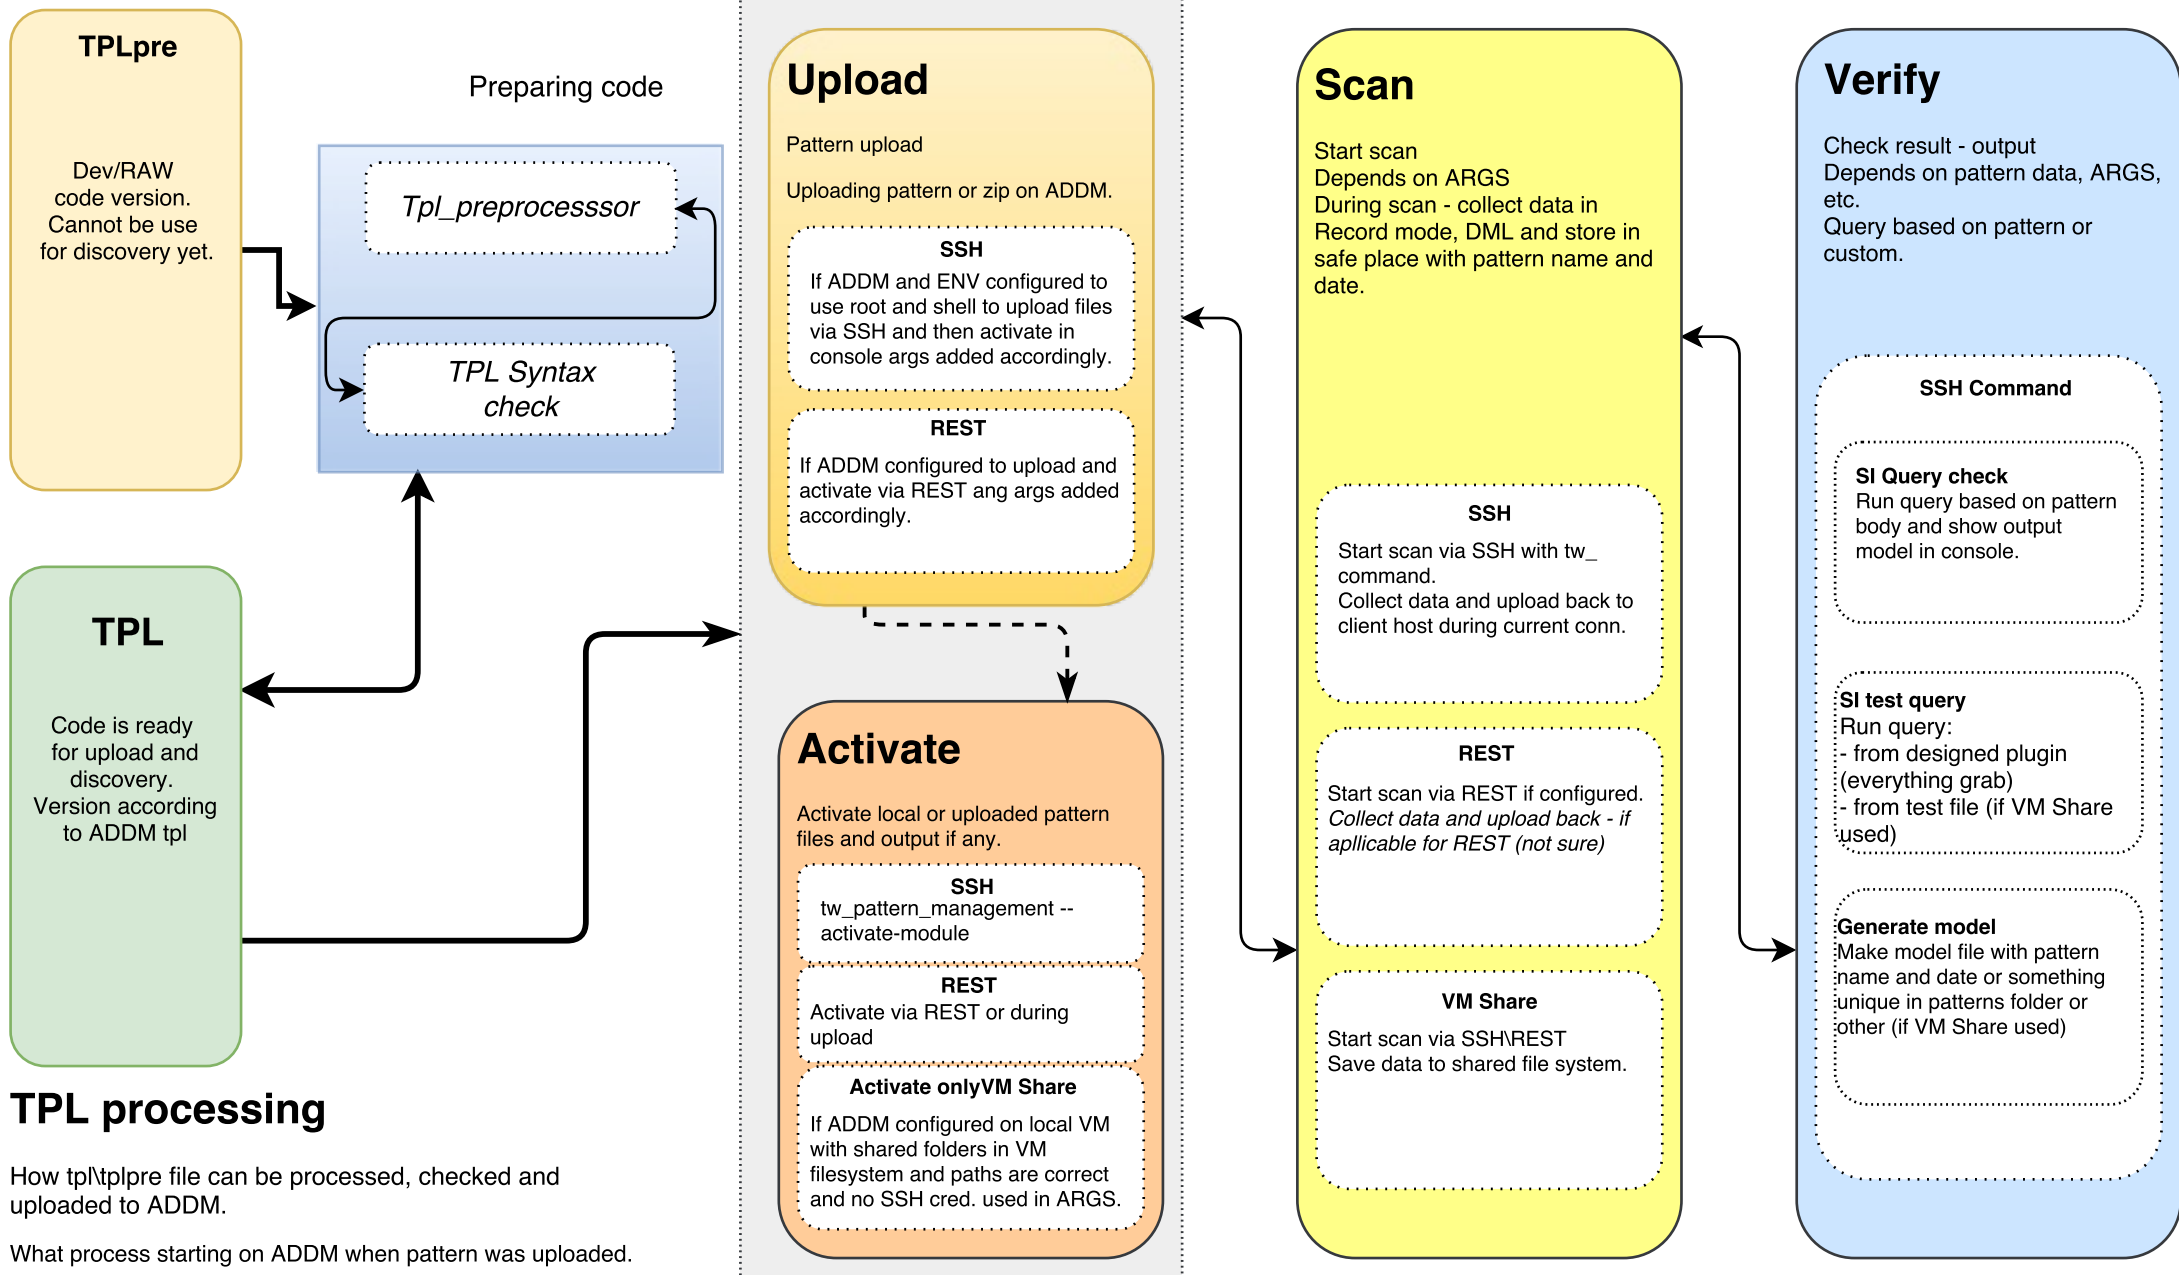 TPLpre
Dev/RAW
code version.
Cannot be use
for discovery yet.
Preparing code
Tpl_preprocesssor
TPL Syntax
check
TPL
Code is ready
for upload and
discovery.
Version according
to ADDM tpl
TPL processing
How tpl\tplpre file can be processed, checked and
uploaded to ADDM.
What process starting on ADDM when pattern was uploaded.
Upload
Pattern upload
Uploading pattern or zip on ADDM.
SSH
If ADDM and ENV configured to
use root and shell to upload files
via SSH and then activate in
console args added accordingly.
REST
If ADDM configured to upload and
activate via REST ang args added
accordingly.
Activate
Activate local or uploaded pattern
files and output if any.
SSH
tw_pattern_management --
activate-module
REST
Activate via REST or during
upload
Activate onlyVM Share
If ADDM configured on local VM
with shared folders in VM
filesystem and paths are correct
and no SSH cred. used in ARGS.
Scan
Start scan
Depends on ARGS
During scan - collect data in
Record mode, DML and store in
safe place with pattern name and
date.
SSH
Start scan via SSH with tw_
command.
Collect data and upload back to
client host during current conn.
REST
Start scan via REST if configured.
Collect data and upload back - if
apllicable for REST (not sure)
VM Share
Start scan via SSH\REST
Save data to shared file system.
Verify
Check result - output
Depends on pattern data, ARGS,
etc.
Query based on pattern or
custom.
SSH Command
SI Query check
Run query based on pattern
body and show output
model in console.
SI test query
Run query:
- from designed plugin
(everything grab)
- from test file (if VM Share
used)
Generate model
Make model file with pattern
name and date or something
unique in patterns folder or
other (if VM Share used)